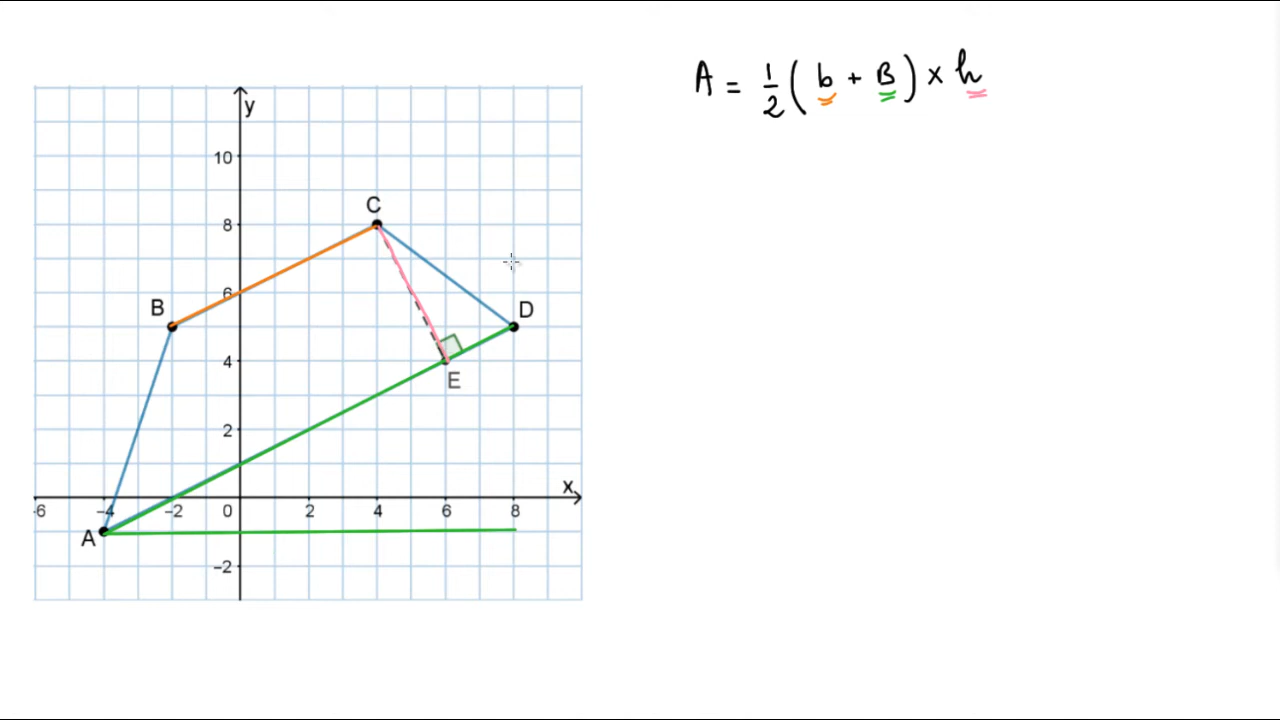 A = 1/2 ( b + B ) × h
y
10
C
8
B
6
D
4
E
2
x
-6 −4 −2 0 2 4 6 8
A
−2